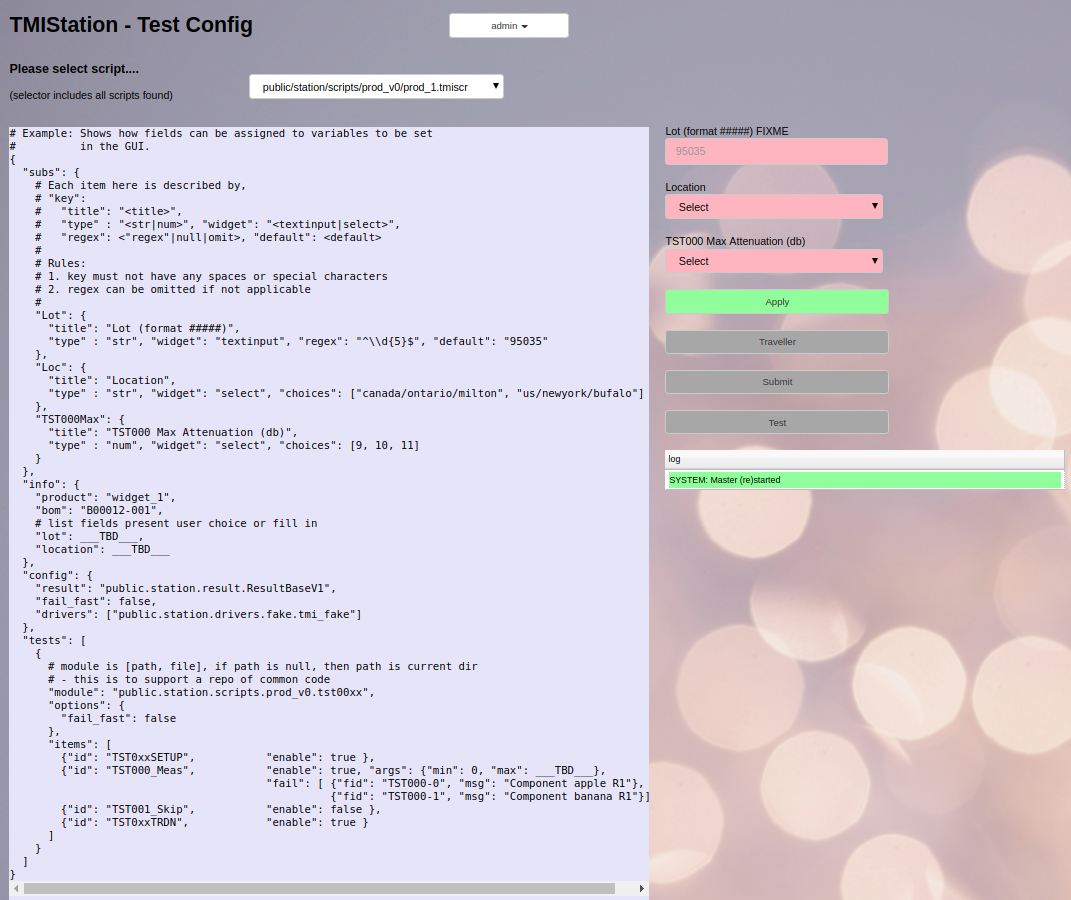 TMIStation - Test Config
admin
Please select script....
(selector includes all scripts found)
public/station/scripts/prod_v0/prod_1.tmiscr
# Example: Shows how fields can be assigned to variables to be set
#          in the GUI.
{
  "subs": {
    # Each item here is described by,
    # "key":
    #   "title": "<title>",
    #   "type" : "<str|num>", "widget": "<textinput|select>",
    #   "regex": <"regex"|null|omit>, "default": <default>
    #
    # Rules:
    # 1. key must not have any spaces or special characters
    # 2. regex can be omitted if not applicable
    #
    "Lot": {
      "title": "Lot (format #####)",
      "type" : "str", "widget": "textinput", "regex": "^\\d{5}$", "default": "95035"
    },
    "Loc": {
      "title": "Location",
      "type" : "str", "widget": "select", "choices": ["canada/ontario/milton", "us/newyork/bufalo"]
    },
    "TST000Max": {
      "title": "TST000 Max Attenuation (db)",
      "type" : "num", "widget": "select", "choices": [9, 10, 11]
    }
  },
  "info": {
    "product": "widget_1",
    "bom": "B00012-001",
    # list fields present user choice or fill in
    "lot": ___TBD___,
    "location": ___TBD___
  },
  "config": {
    "result": "public.station.result.ResultBaseV1",
    "fail_fast": false,
    "drivers": ["public.station.drivers.fake.tmi_fake"]
  },
  "tests": [
    {
      # module is [path, file], if path is null, then path is current dir
      # - this is to support a repo of common code
      "module": "public.station.scripts.prod_v0.tst00xx",
      "options": {
        "fail_fast": false
      },
      "items": [
        {"id": "TST0xxSETUP",           "enable": true },
        {"id": "TST000_Meas",           "enable": true, "args": {"min": 0, "max": ___TBD___},
                                        "fail": [ {"fid": "TST000-0", "msg": "Component apple R1"},
                                                  {"fid": "TST000-1", "msg": "Component banana R1"}]
        {"id": "TST001_Skip",           "enable": false },
        {"id": "TST0xxTRDN",            "enable": true }
      ]
    }
  ]
}
Lot (format #####) FIXME
95035
Location
Select
TST000 Max Attenuation (db)
Select
Apply
Traveller
Submit
Test
log
SYSTEM: Master (re)started